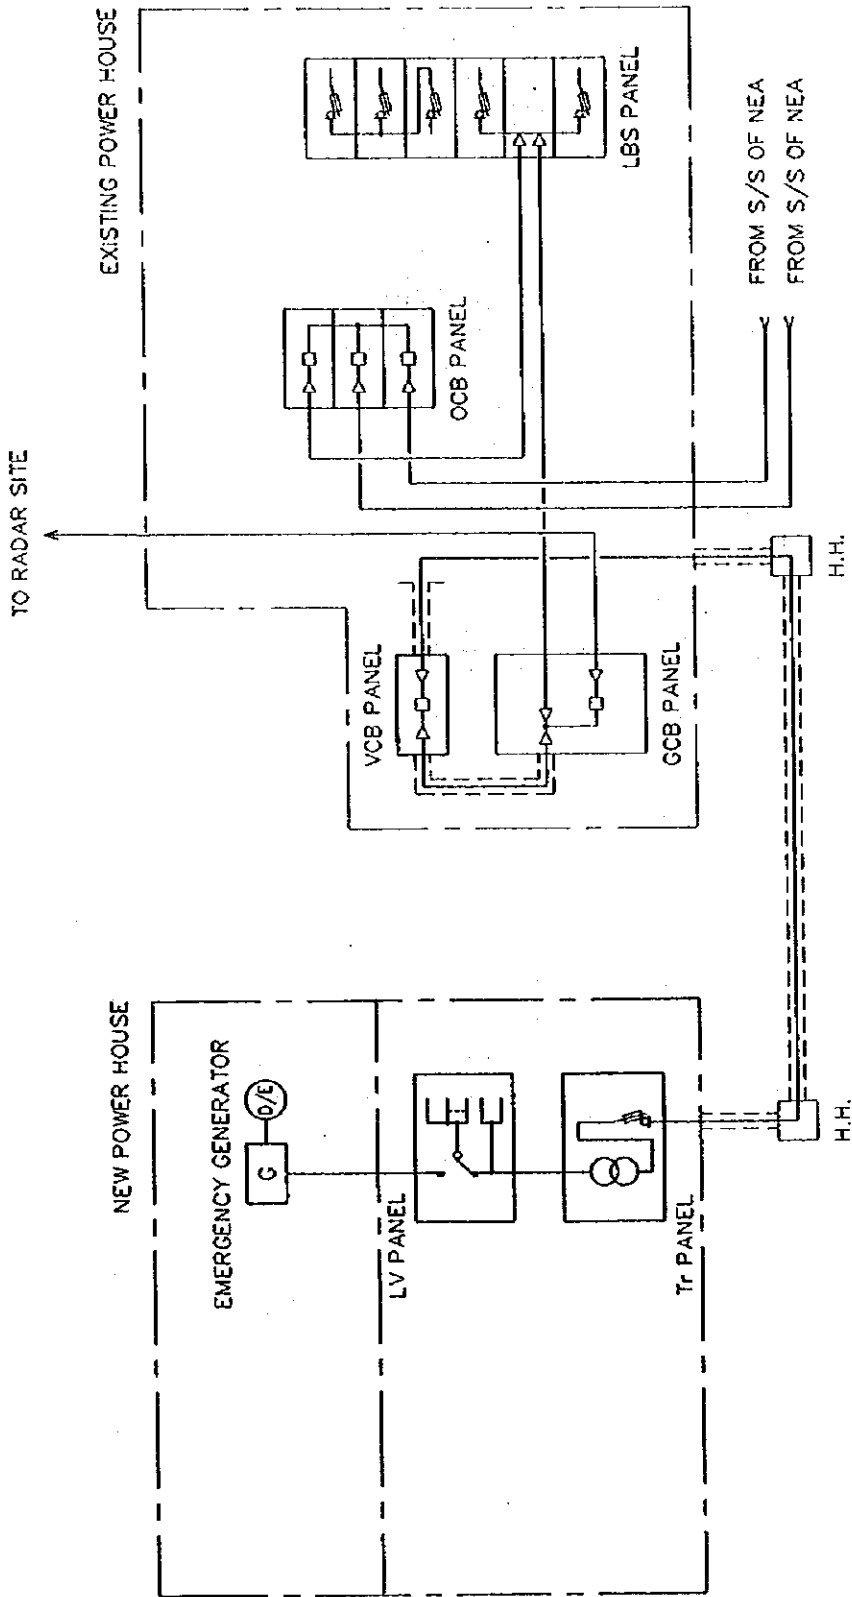 TO RADAR SITE
EXISTING POWER HOUSE
LBS PANEL
OCB PANEL
FROM S/S OF NEA
FROM S/S OF NEA
VCB PANEL
GCB PANEL
H.H.
NEW POWER HOUSE
EMERGENCY GENERATOR
G
D/E
LV PANEL
Tr PANEL
H.H.